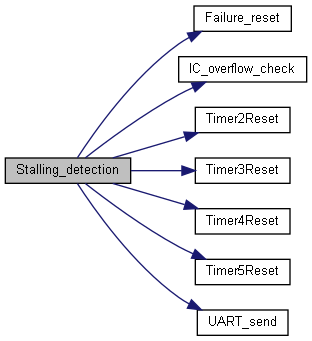 Failure_reset
IC_overflow_check
Timer2Reset
Stalling_detection
Timer3Reset
Timer4Reset
Timer5Reset
UART_send